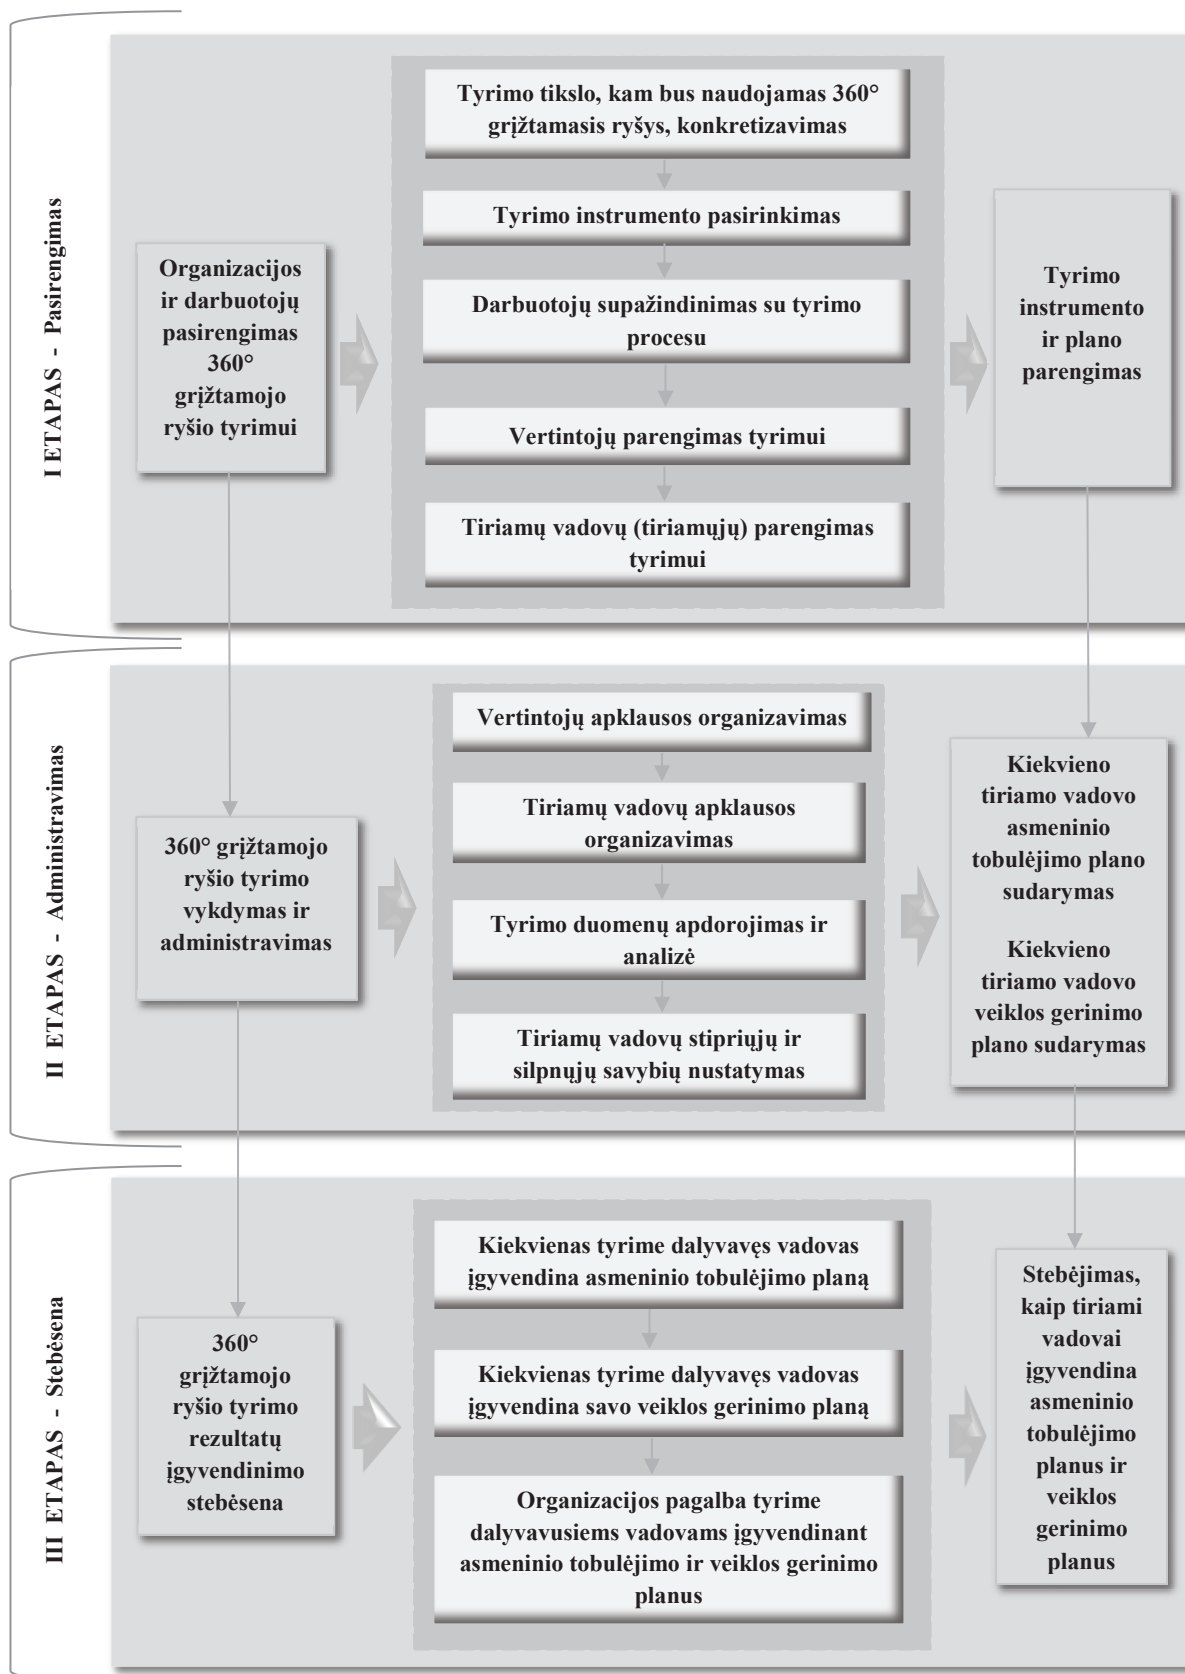 I ETAPAS - Pasirengimas
Organizacijos
ir darbuotojų
pasirengimas
360°
grįžtamojo
ryšio tyrimui
Tyrimo tikslo, kam bus naudojamas 360°
grįžtamasis ryšys, konkretizavimas
Tyrimo instrumento pasirinkimas
Darbuotojų supažindinimas su tyrimo
procesu
Vertintojų parengimas tyrimui
Tiriamų vadovų (tiriamųjų) parengimas
tyrimui
Tyrimo
instrumento
ir plano
parengimas
II ETAPAS - Administravimas
360° grįžtamojo
ryšio tyrimo
vykdymas ir
administravimas
Vertintojų apklausos organizavimas
Tiriamų vadovų apklausos
organizavimas
Tyrimo duomenų apdorojimas ir
analizė
Tiriamų vadovų stipriųjų ir
silpnųjų savybių nustatymas
Kiekvieno
tiriamo vadovo
asmeninio
tobulėjimo plano
sudarymas
Kiekvieno
tiriamo vadovo
veiklos gerinimo
plano sudarymas
III ETAPAS - Stebėsena
360°
grįžtamojo
ryšio tyrimo
rezultatų
įgyvendinimo
stebėsena
Kiekvienas tyrime dalyvavęs vadovas
įgyvendina asmeninio tobulėjimo planą
Kiekvienas tyrime dalyvavęs vadovas
įgyvendina savo veiklos gerinimo planą
Organizacijos pagalba tyrime
dalyvavusiems vadovams įgyvendinant
asmeninio tobulėjimo ir veiklos gerinimo
planus
Stebėjimas,
kaip tiriami
vadovai
įgyvendina
asmeninio
tobulėjimo
planus ir
veiklos
gerinimo
planus